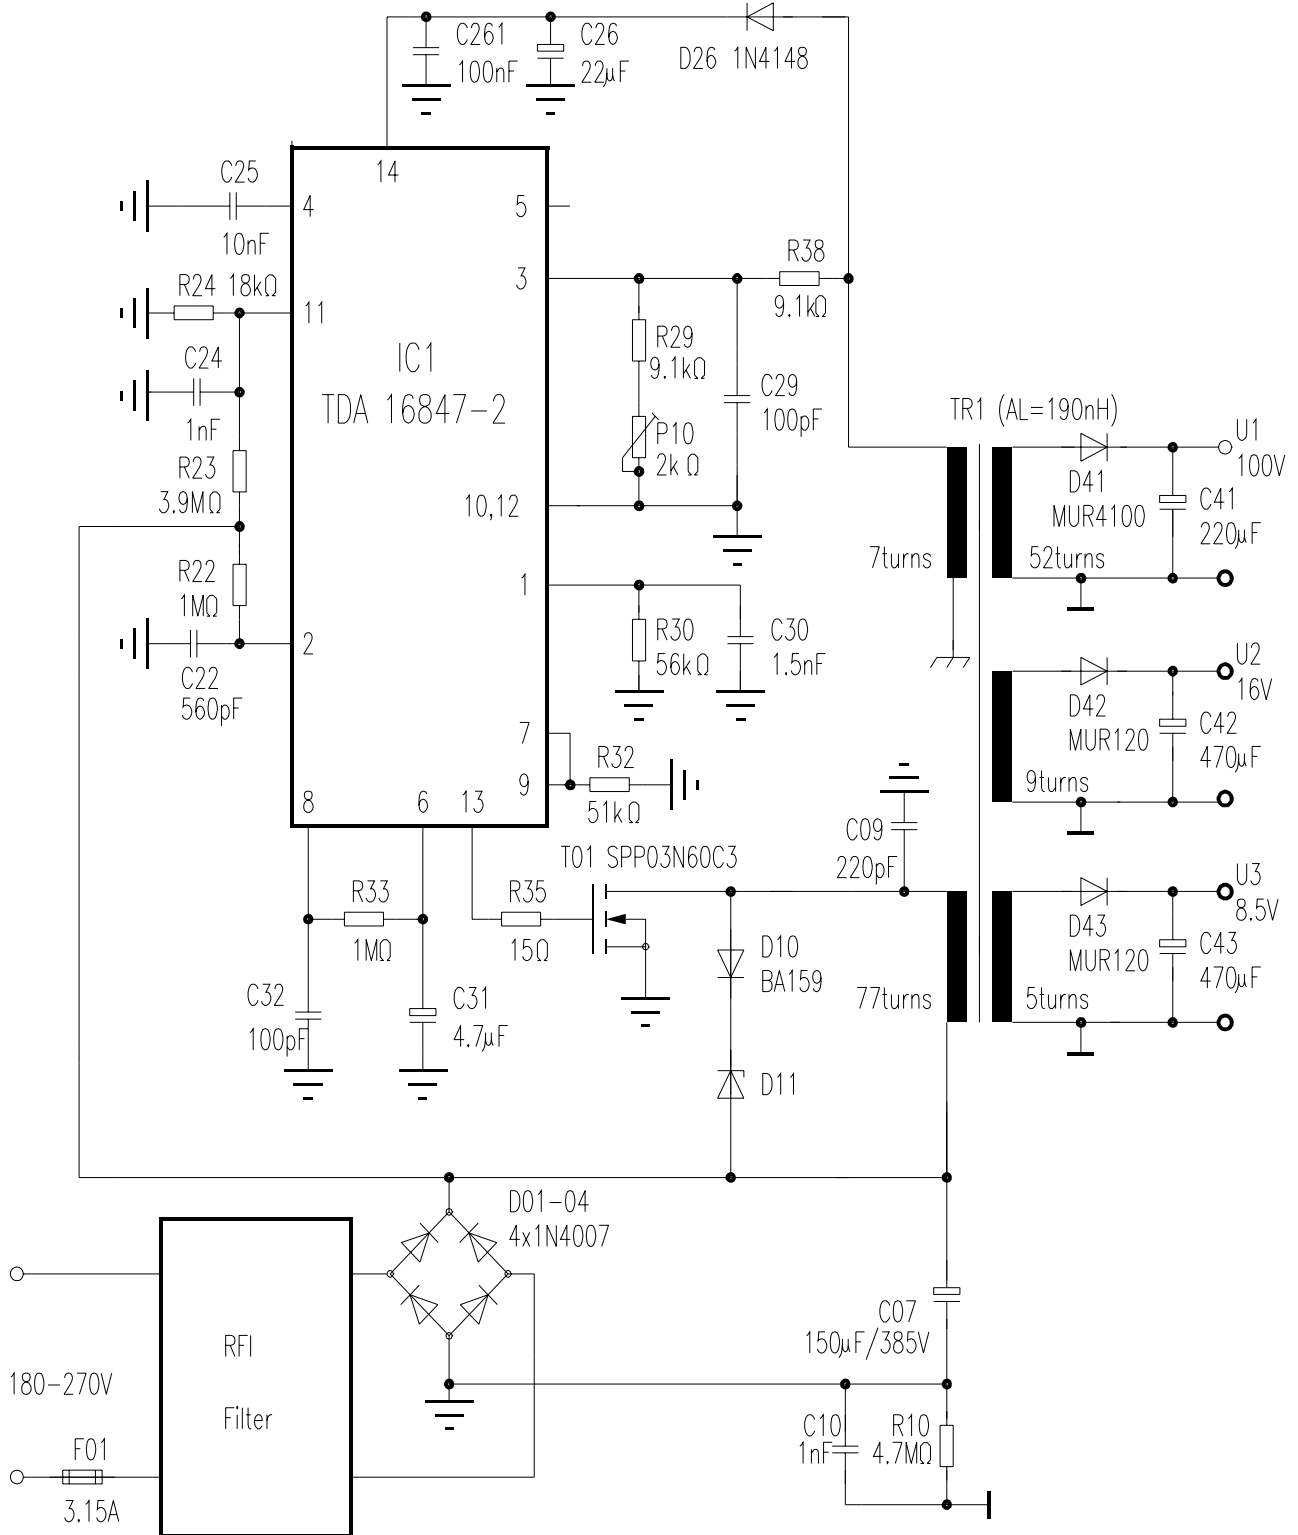 C261
100nF
C26
22µF
D26 1N4148
14
C25
4
10nF
5
R24 18kΩ
11
3
R38
9.1kΩ
C24
1nF
IC1
TDA 16847-2
R29
9.1kΩ
C29
100pF
P10
2k Ω
R23
3.9MΩ
10,12
TR1 (AL=190nH)
U1
100V
D41
MUR4100
C41
220µF
7turns
52turns
R22
1MΩ
1
2
C22
560pF
R30
56kΩ
C30
1.5nF
U2
16V
D42
MUR120
C42
470µF
9turns
7
9
R32
51kΩ
8
6
13
C09
220pF
T01 SPP03N60C3
R33
1MΩ
R35
15Ω
D10
BA159
U3
8.5V
D43
MUR120
C43
470µF
77turns
5turns
C32
100pF
C31
4.7µF
D11
D01-04
4x1N4007
C07
150µF/385V
RFI
Filter
180-270V
F01
3.15A
C10
1nF
R10
4.7MΩ